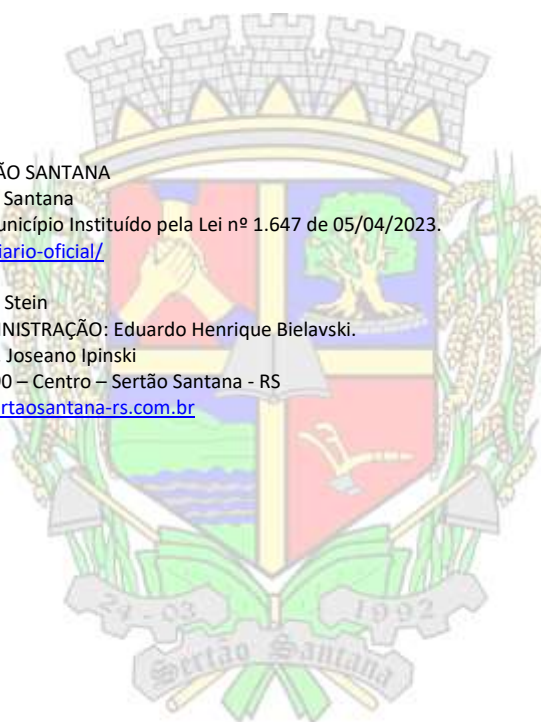 ÃO SANTANA
Santana
unicípio Instituído pela Lei nº 1.647 de 05/04/2023.
iario-oficial/
Stein
NISTRAÇÃO: Eduardo Henrique Bielavski.
Joseano Ipinski
00 – Centro – Sertão Santana - RS
rtaosantana-rs.com.br
24 - 03
1992
Sertão Santana